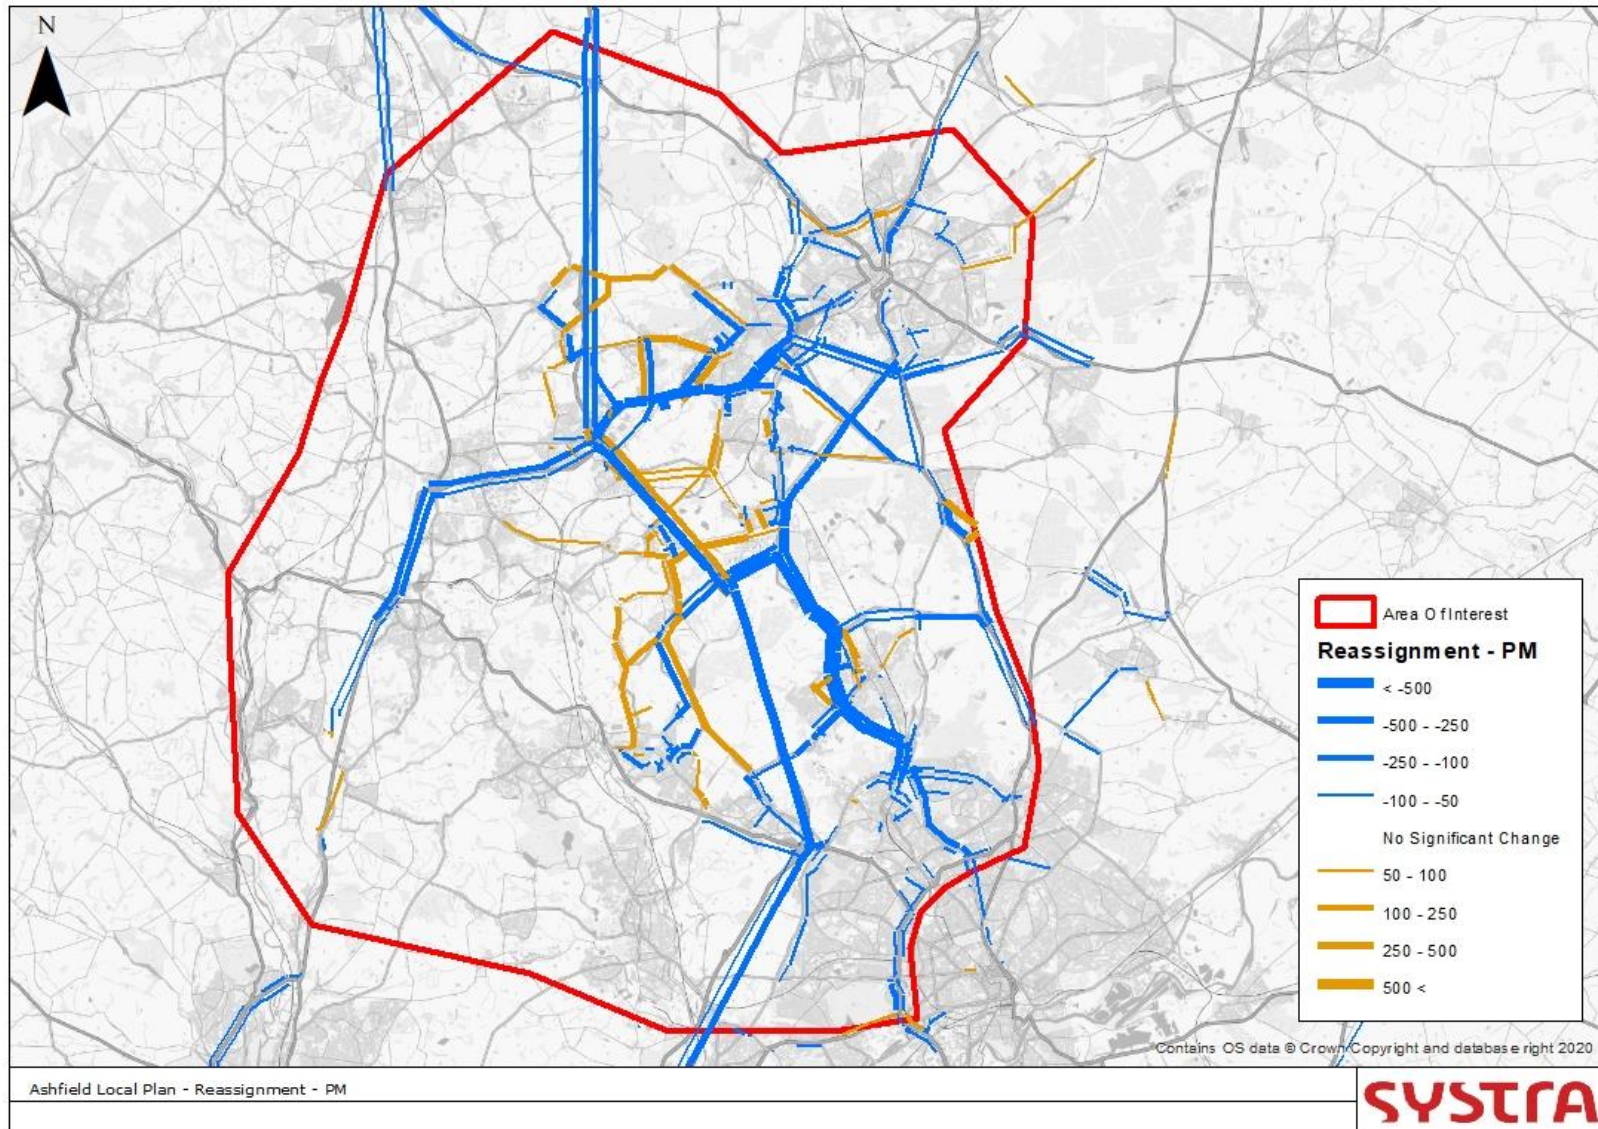 N
Area Of Interest
Reassignment - PM
< -500
-500 - -250
-250 - -100
-100 - -50
No Significant Change
50 - 100
100 - 250
250 - 500
500 <
Contains OS data © Crown Copyright and database right 2020
Ashfield Local Plan - Reassignment - PM
SYSTRA